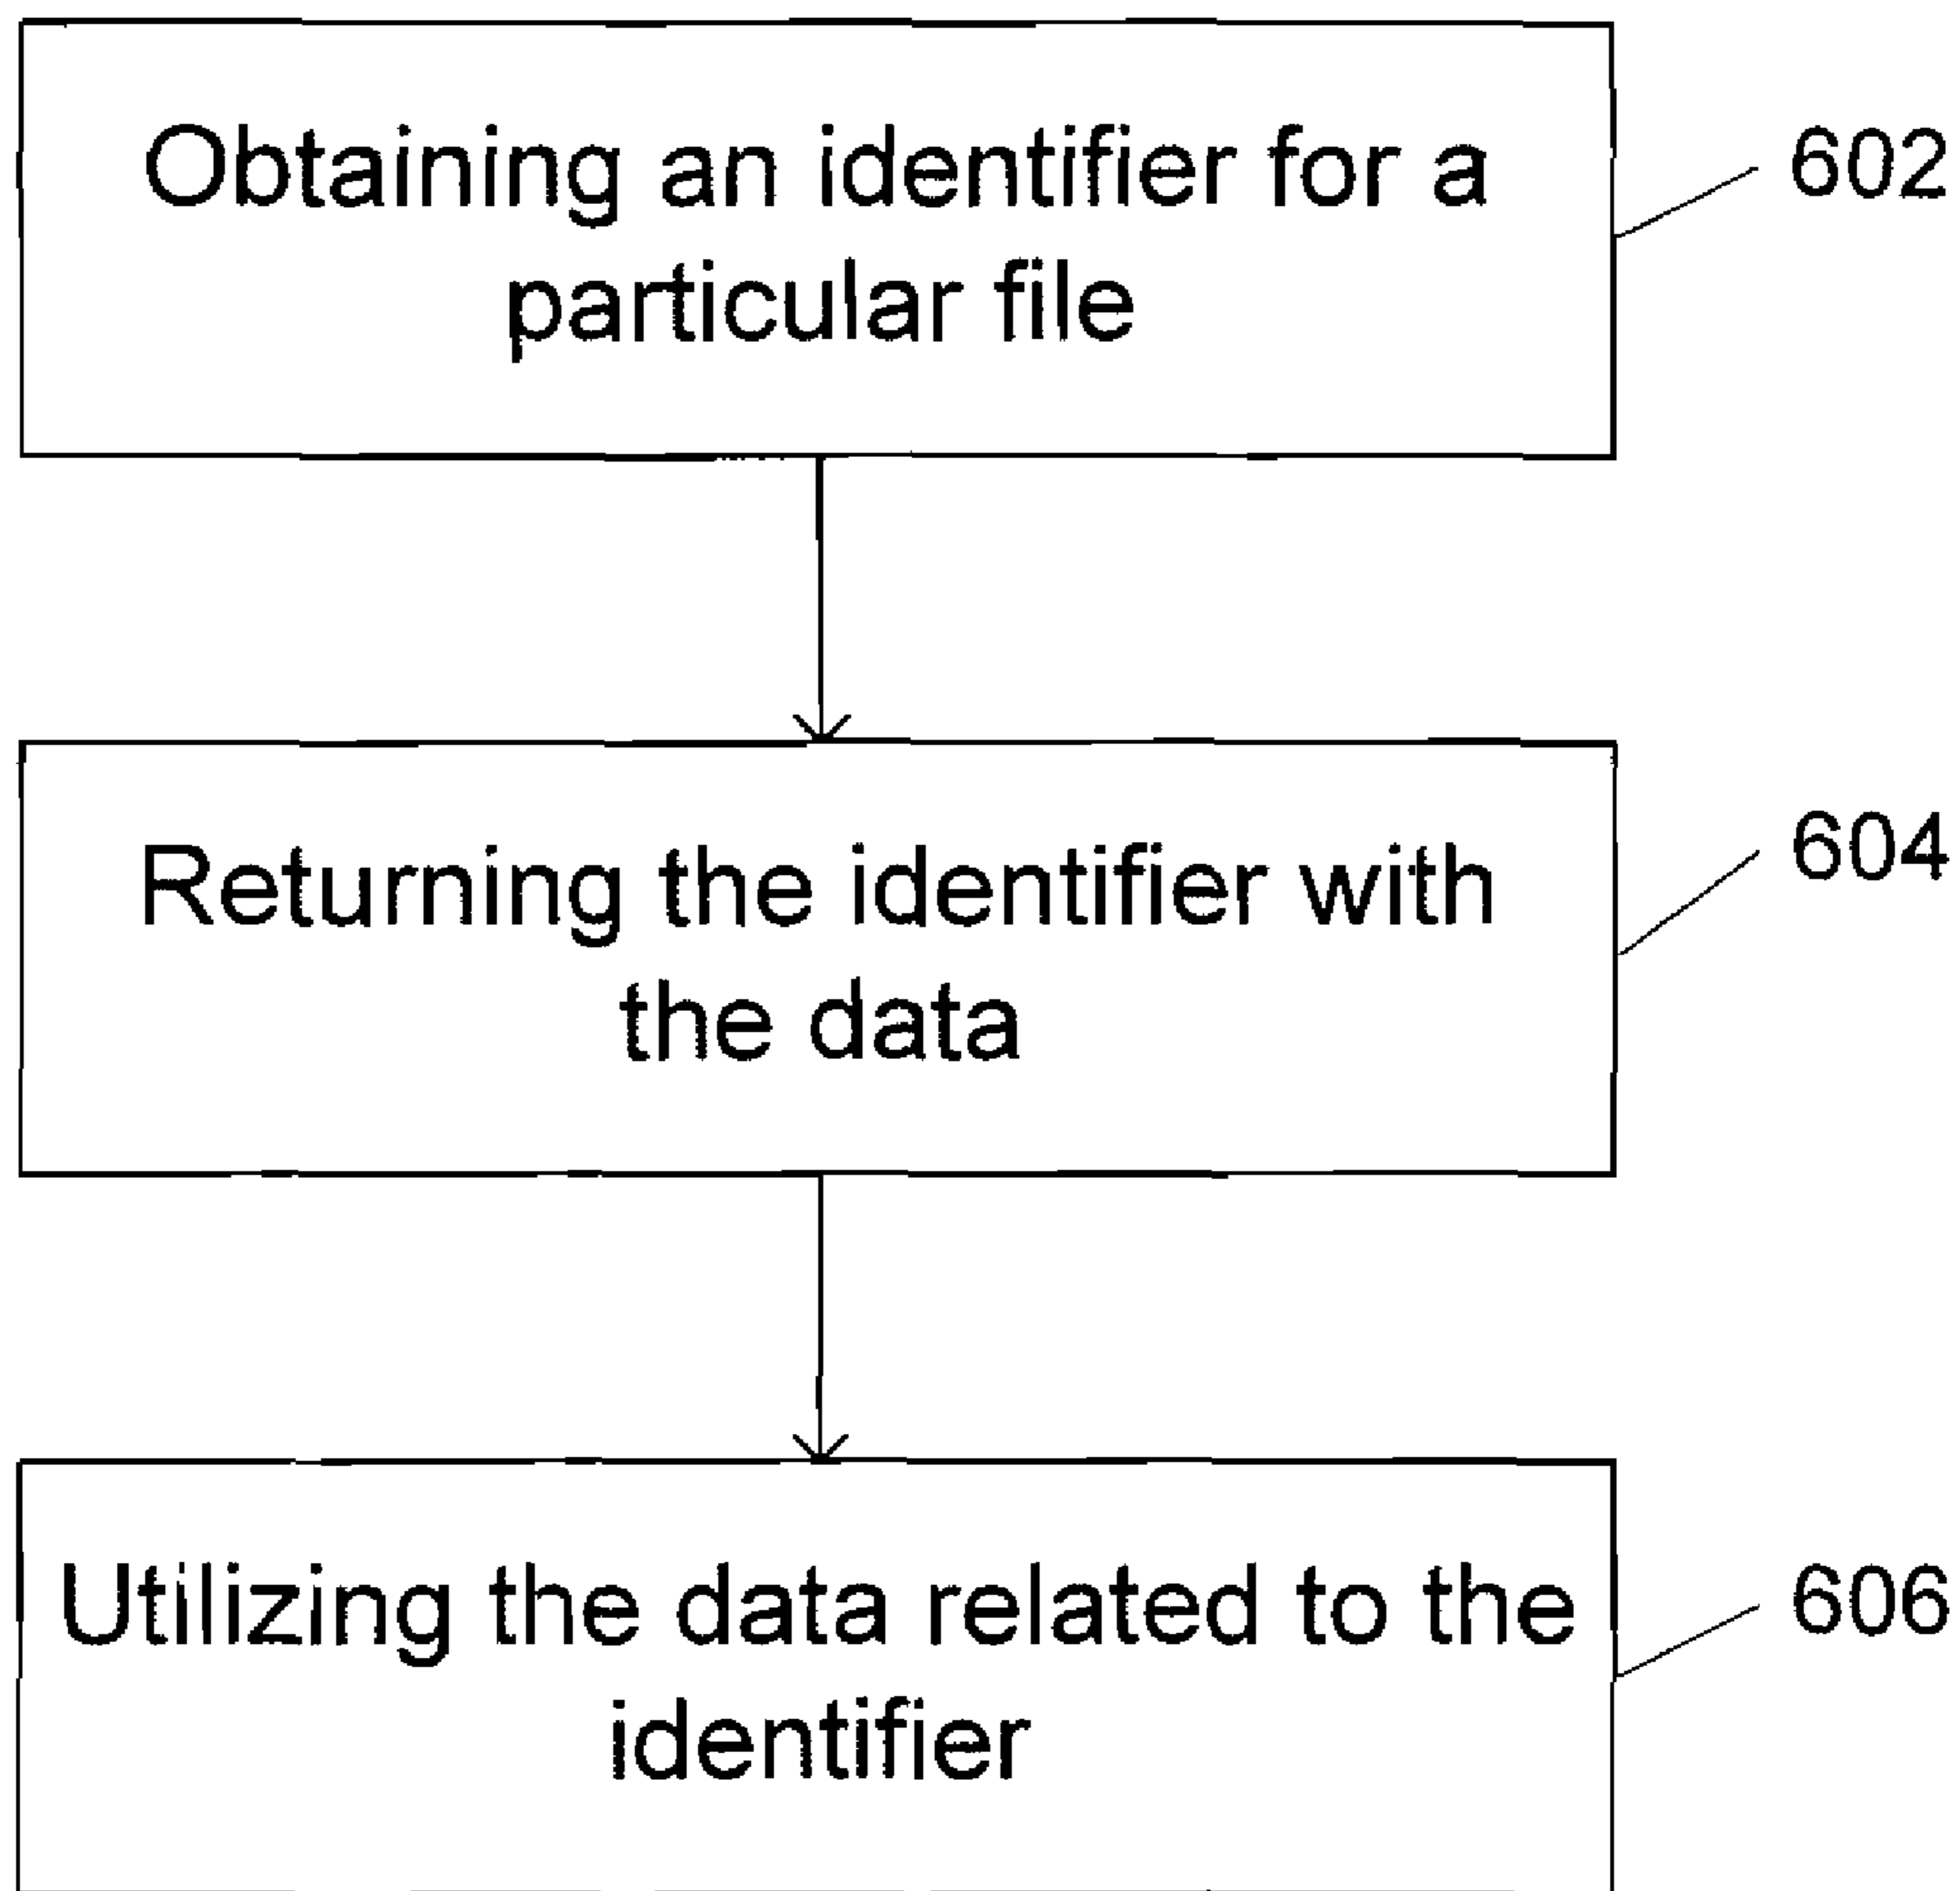 Obtaining an identifier for a
particular file
602
Returning the identifier with
the data
604
Utilizing the data related to the
identifier
606